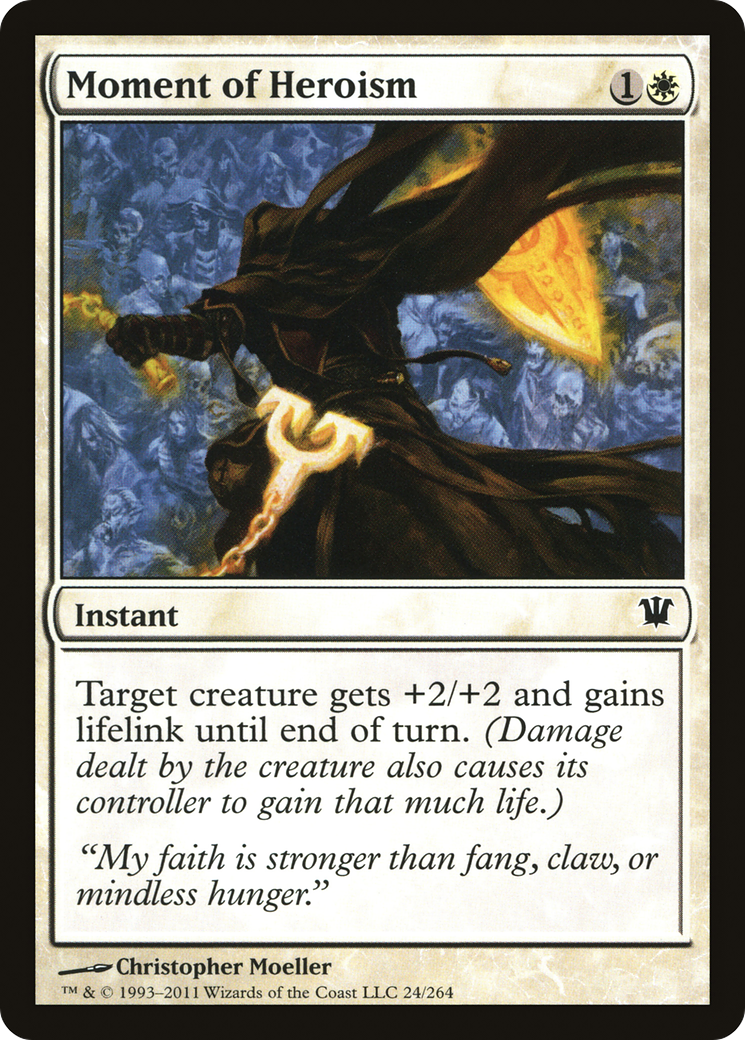 Moment of Heroism 1
Instant
Target creature gets +2/+2 and gains
lifelink until end of turn. (Damage
dealt by the creature also causes its
controller to gain that much life.)
“My faith is stronger than fang, claw, or
mindless hunger.”
Christopher Moeller
™ & © 1993–2011 Wizards of the Coast LLC 24/264